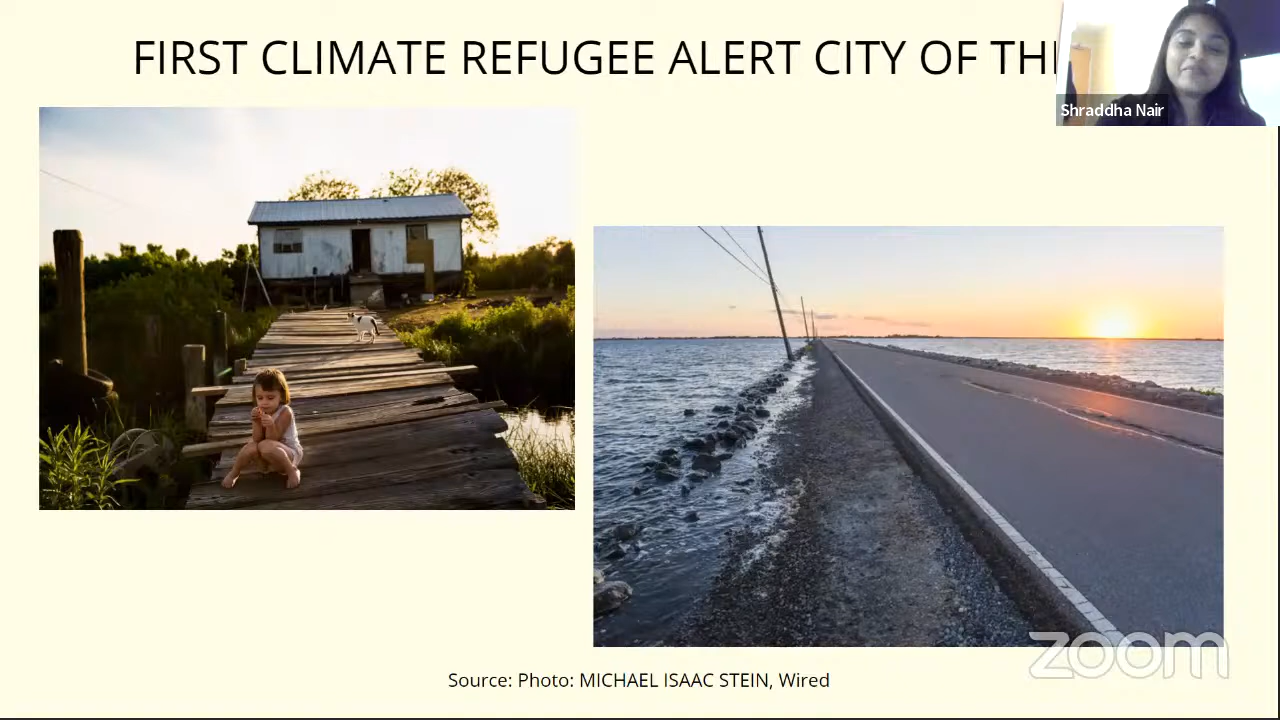 FIRST CLIMATE REFUGEE ALERT CITY OF TH
Shraddha Nair
zoom
Source: Photo: MICHAEL ISAAC STEIN, Wired